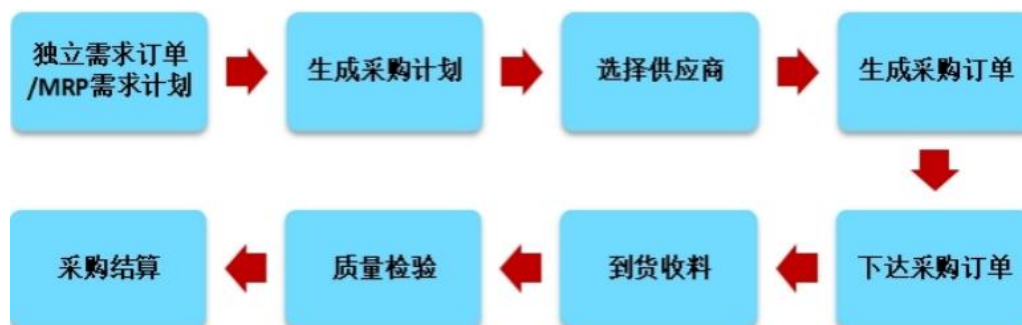 独立需求订单
/MRP需求计划
生成采购计划
选择供应商
生成采购订单
下达采购订单
到货收料
质量检验
采购结算